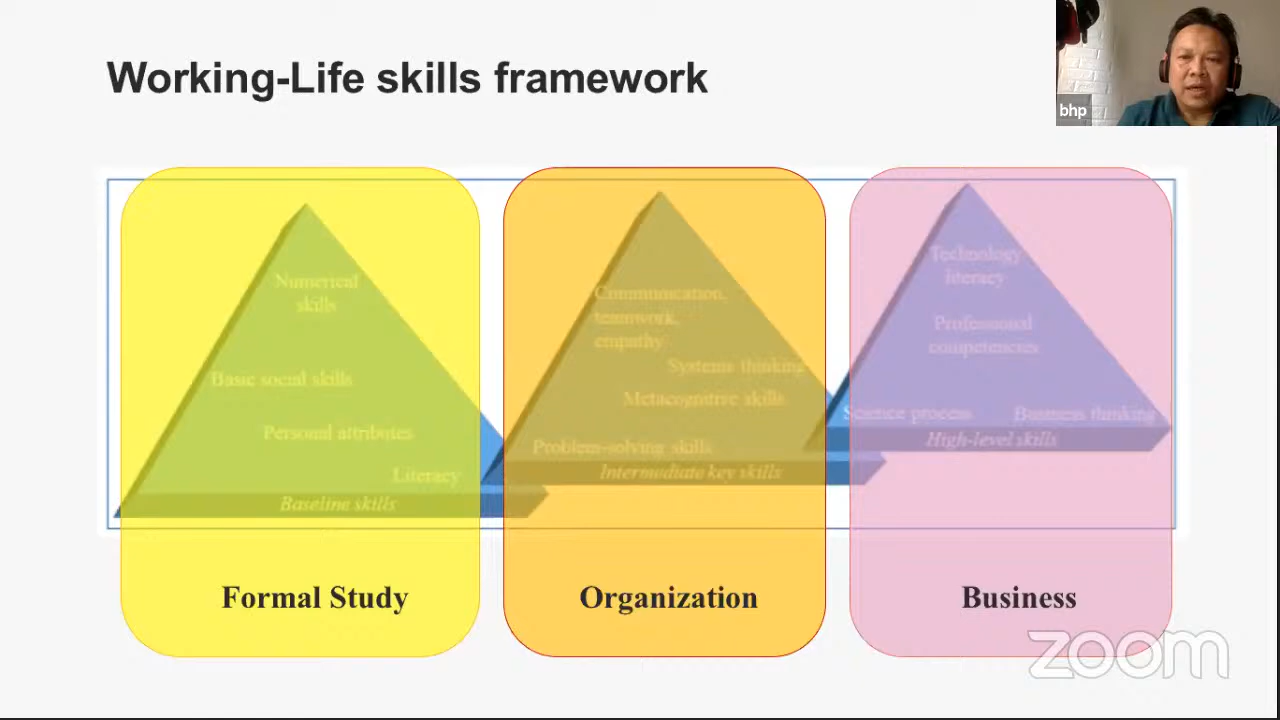 Working-Life skills framework
bhp
Numerical
skills
Basic social skills
Personal attributes
Literacy
Baseline skills
Formal Study
Communication,
teamwork,
empathy
Systems thinking
Metacognitive skills
Problem-solving skills
Intermediate key skills
Organization
Technology
literacy
Professional
competencies
Science process
Business thinking
High-level skills
Business
zoom